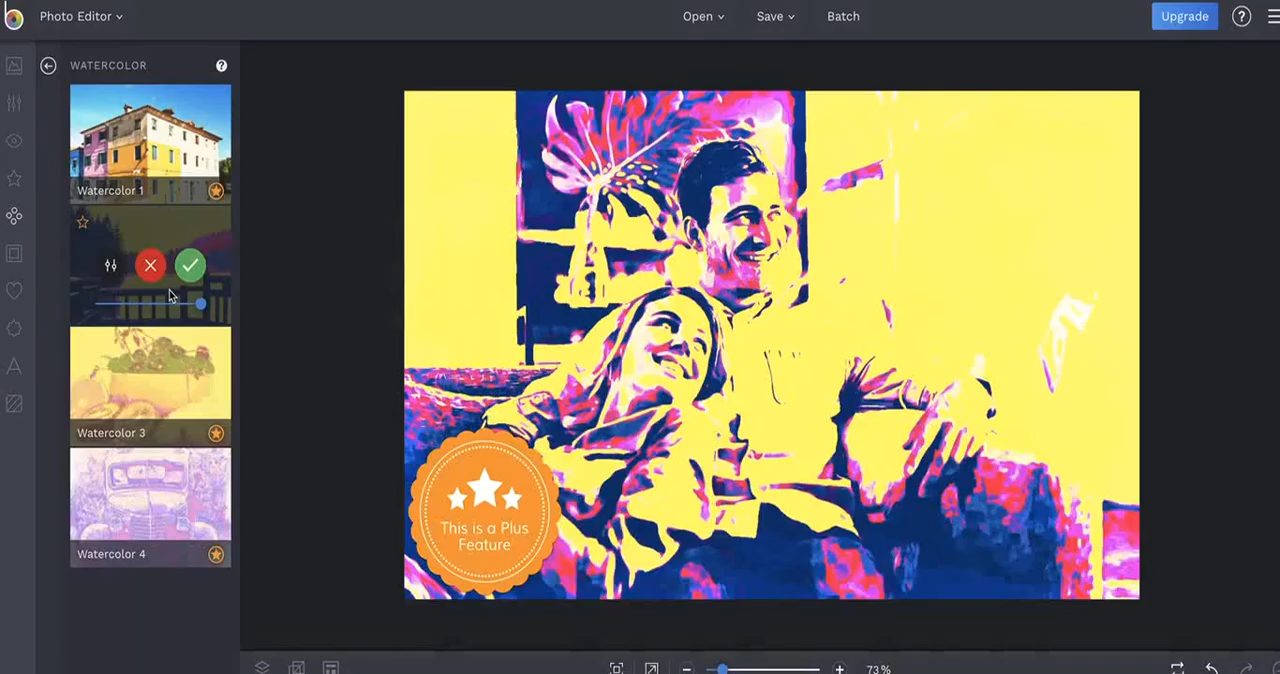 Photo Editor
Open
Save
Batch
Upgrade
?
WATERCOLOR
?
Watercolor 1
Watercolor 3
Watercolor 4
This is a Plus
Feature
73%